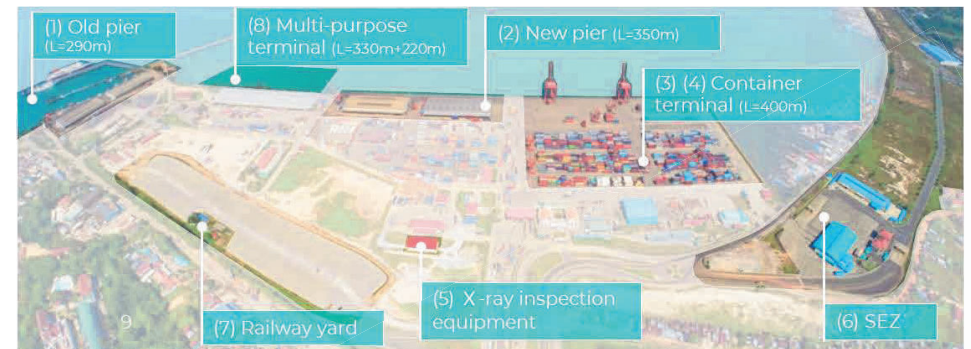 (1) Old pier
(L=290m)
(8) Multi-purpose
terminal (L=330m+220m)
(2) New pier (L=350m)
(3) (4) Container
terminal (L=400m)
(5) X-ray inspection
equipment
(6) SEZ
(7) Railway yard
9